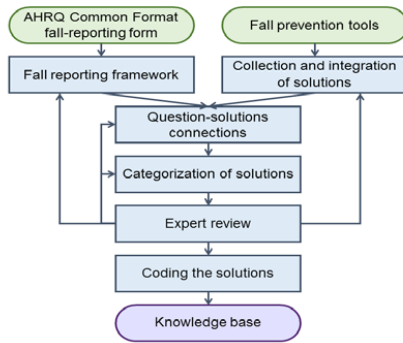 AHRQ Common Format
fall-reporting form
Fall prevention tools
Fall reporting framework
Collection and integration
of solutions
Question-solutions
connections
Categorization of solutions
Expert review
Coding the solutions
Knowledge base